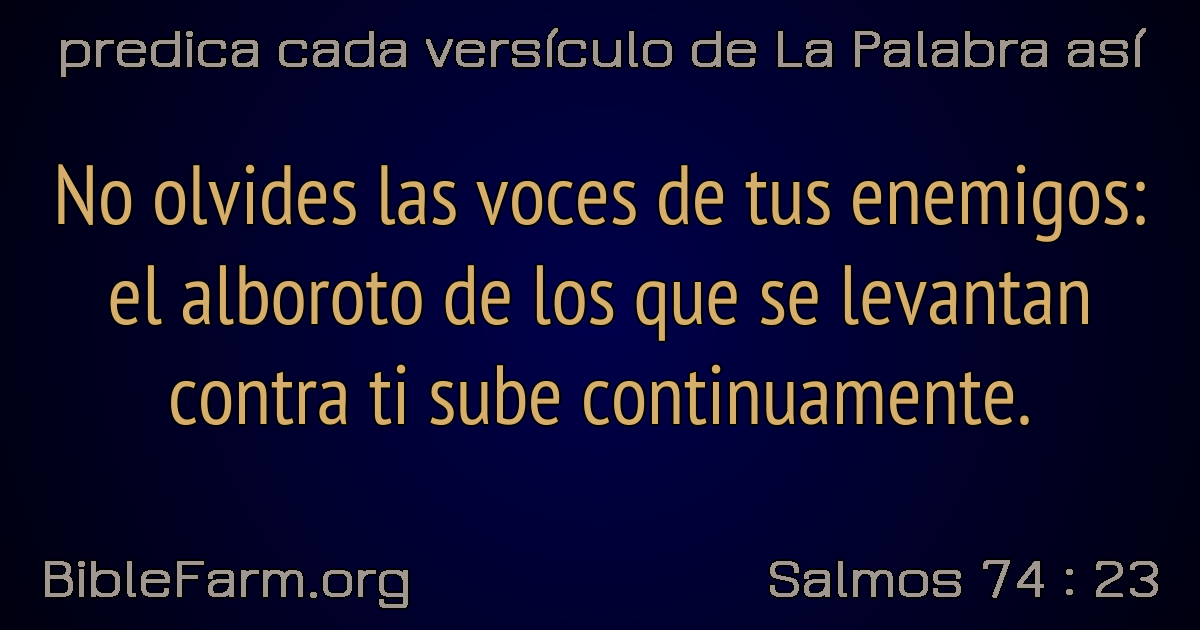 predica cada versículo de La Palabra así
No olvides las voces de tus enemigos:
el alboroto de los que se levantan
contra ti sube continuamente.
BibleFarm.org
Salmos 74 : 23